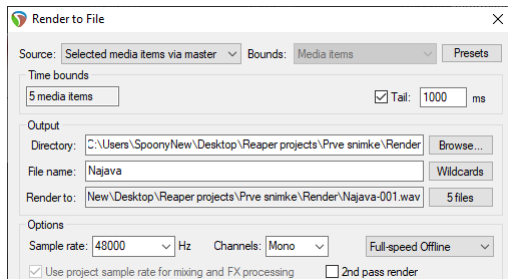 Render to File
Source: Selected media items via master Bounds: Media items Presets
Time bounds
5 media items Tail: 1000 ms
Output
Directory: C:\Users\SpoonyNew\Desktop\Reaper projects\Prve snimke\Render Browse...
File name: Najava Wildcards
Render to: New\Desktop\Reaper projects\Prve snimke\Render\Najava-001.wav 5 files
Options
Sample rate: 48000 Hz Channels: Mono Full-speed Offline
Use project sample rate for mixing and FX processing 2nd pass render